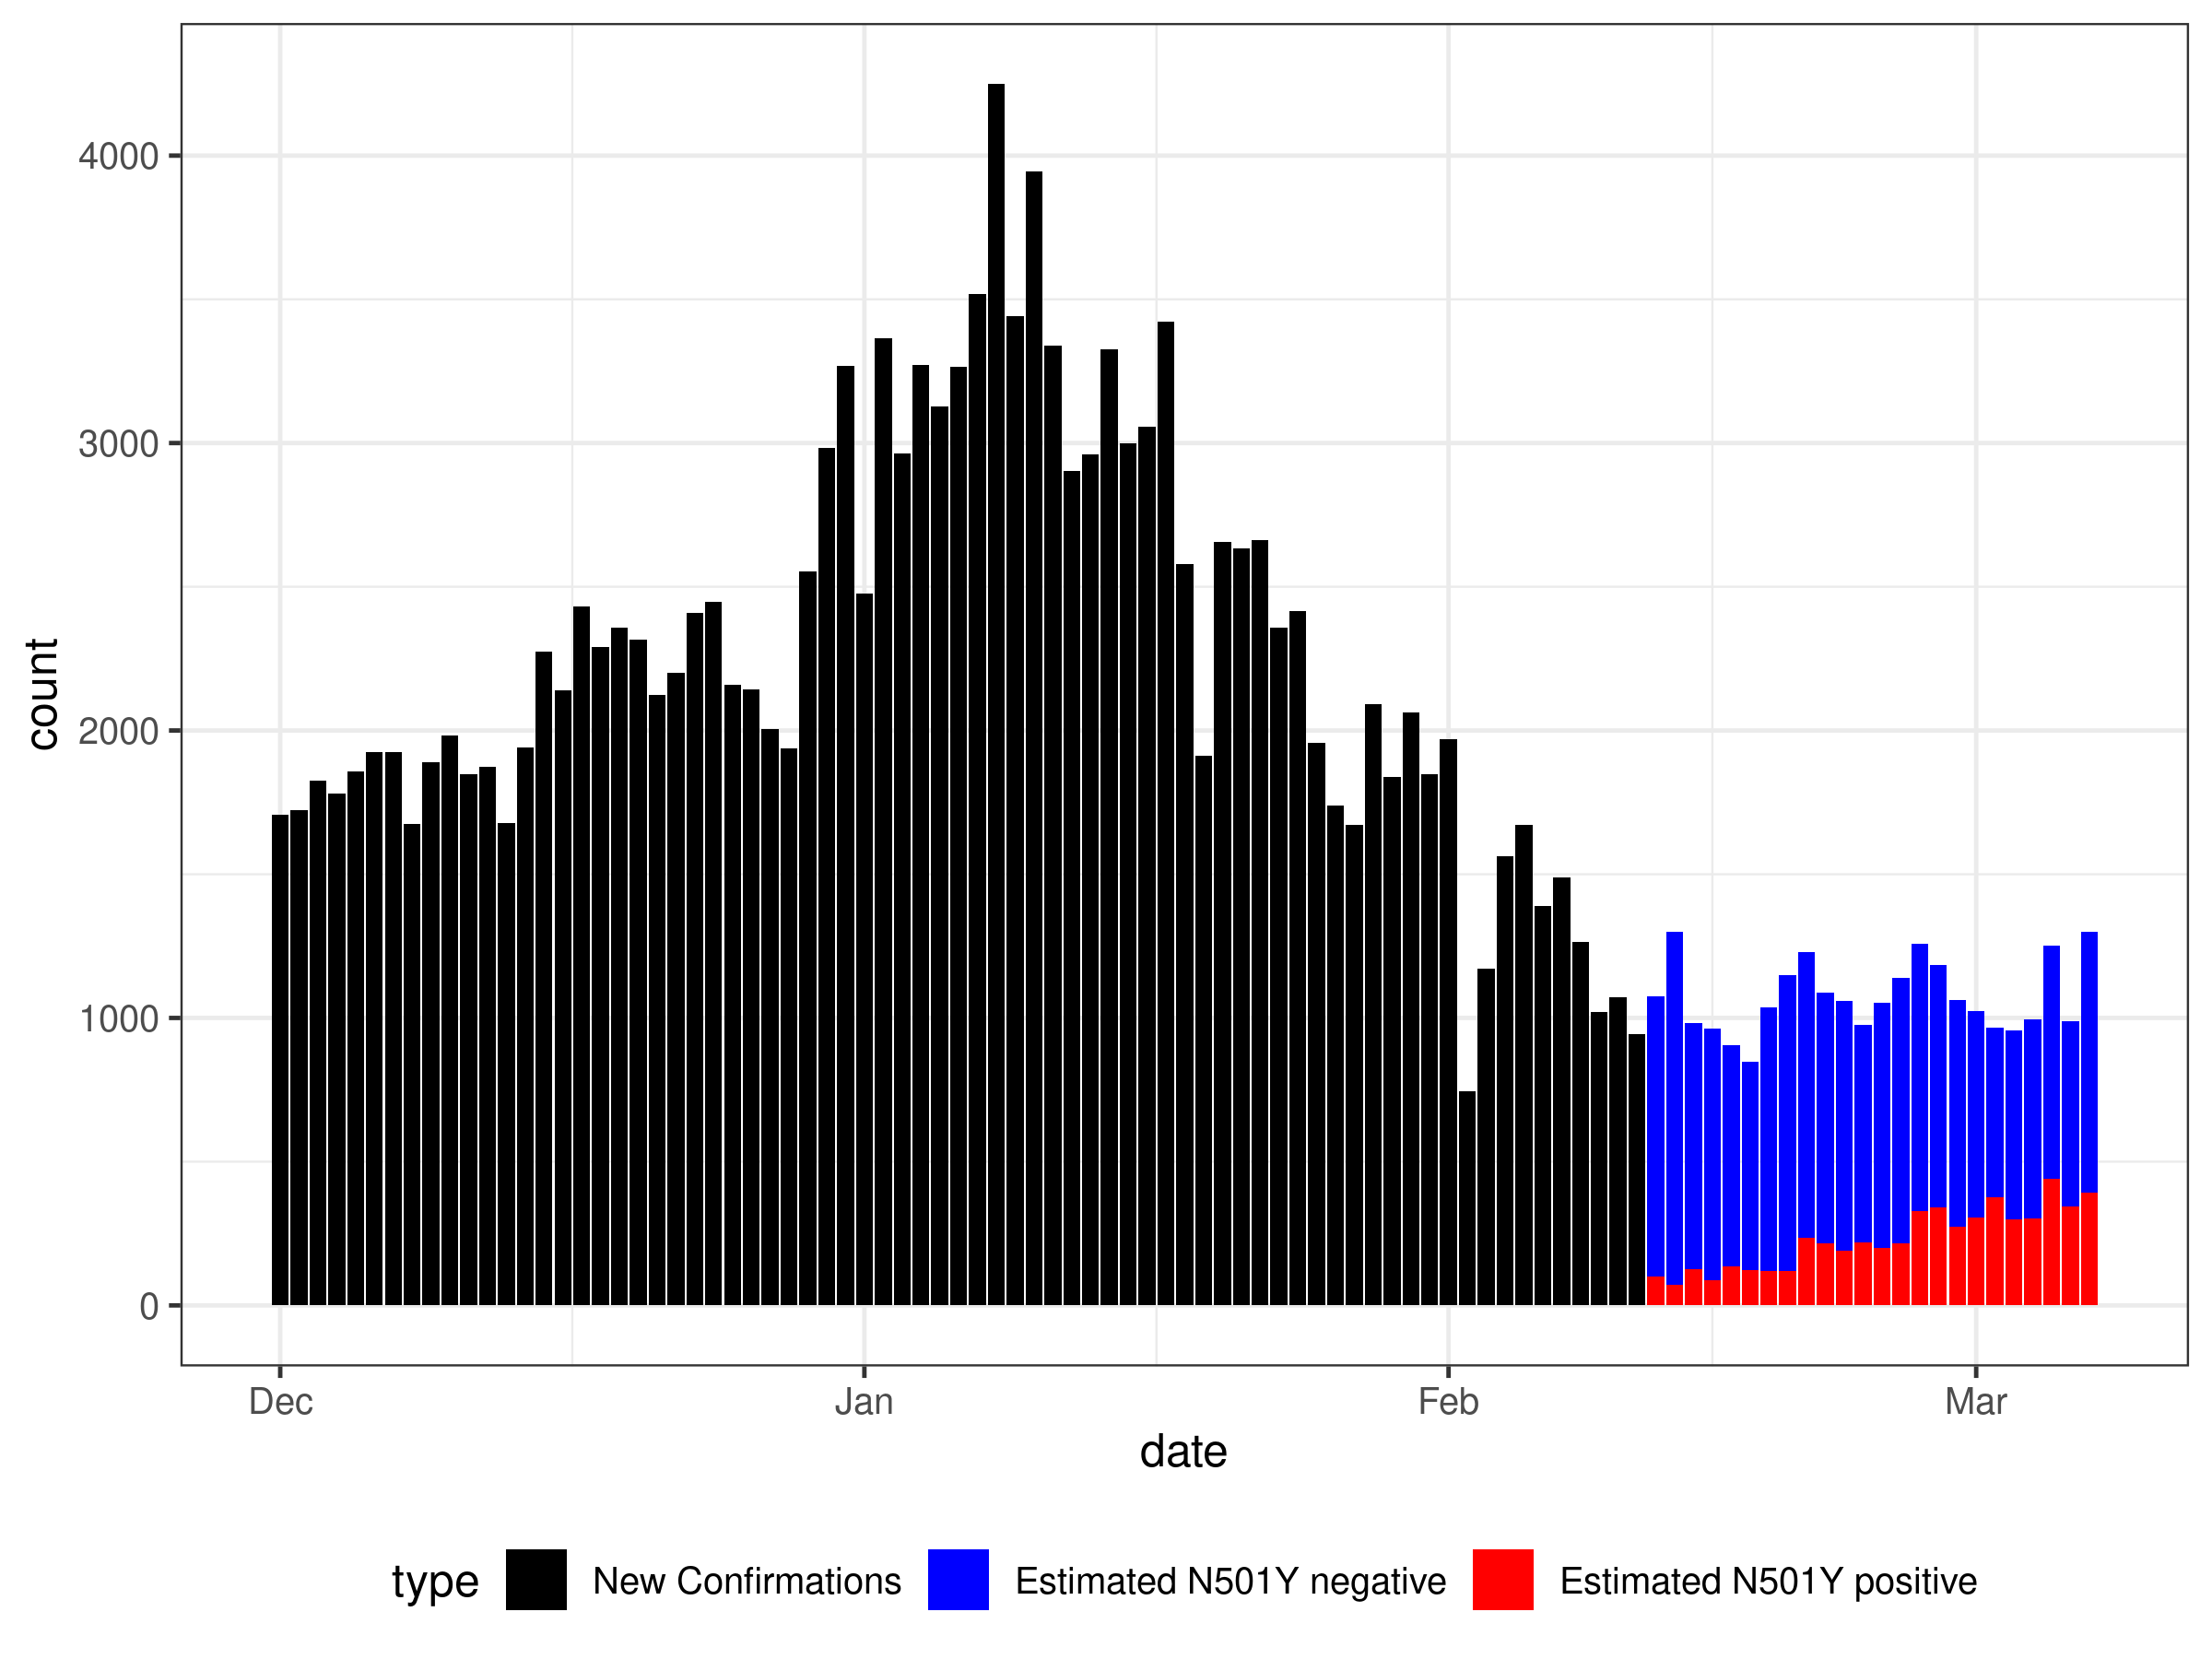 count
4000
3000
2000
1000
0
Dec Jan Feb Mar
date
type New Confirmations Estimated N501Y negative Estimated N501Y positive